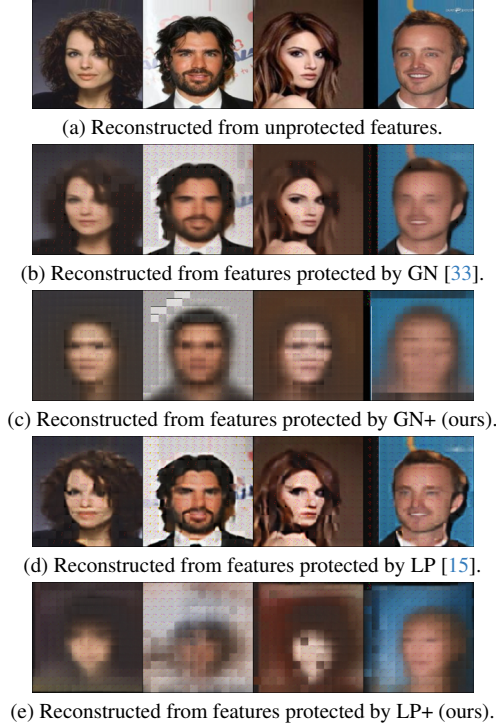 (a) Reconstructed from unprotected features.
(b) Reconstructed from features protected by GN [33].
(c) Reconstructed from features protected by GN+ (ours).
(d) Reconstructed from features protected by LP [15].
(e) Reconstructed from features protected by LP+ (ours).